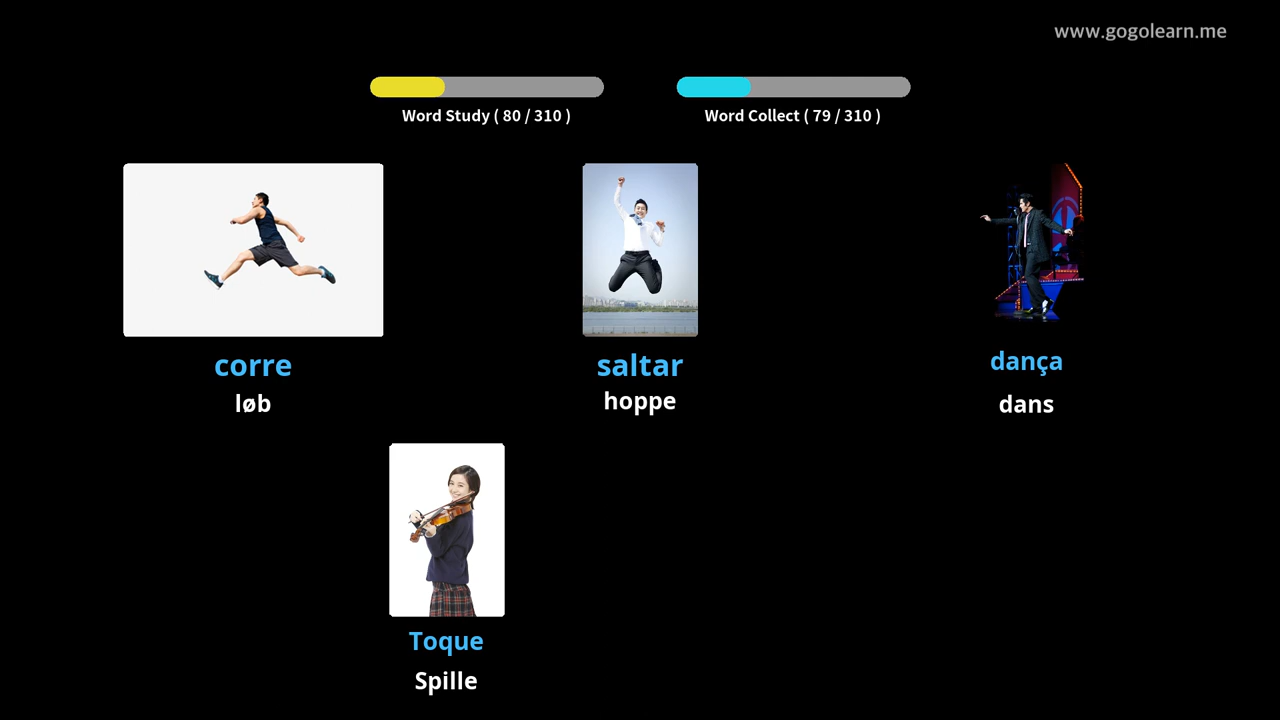 www.gogolearn.me
Word Study ( 80 / 310 )
Word Collect ( 79 / 310 )
corre
løb
saltar
hoppe
dança
dans
Toque
Spille